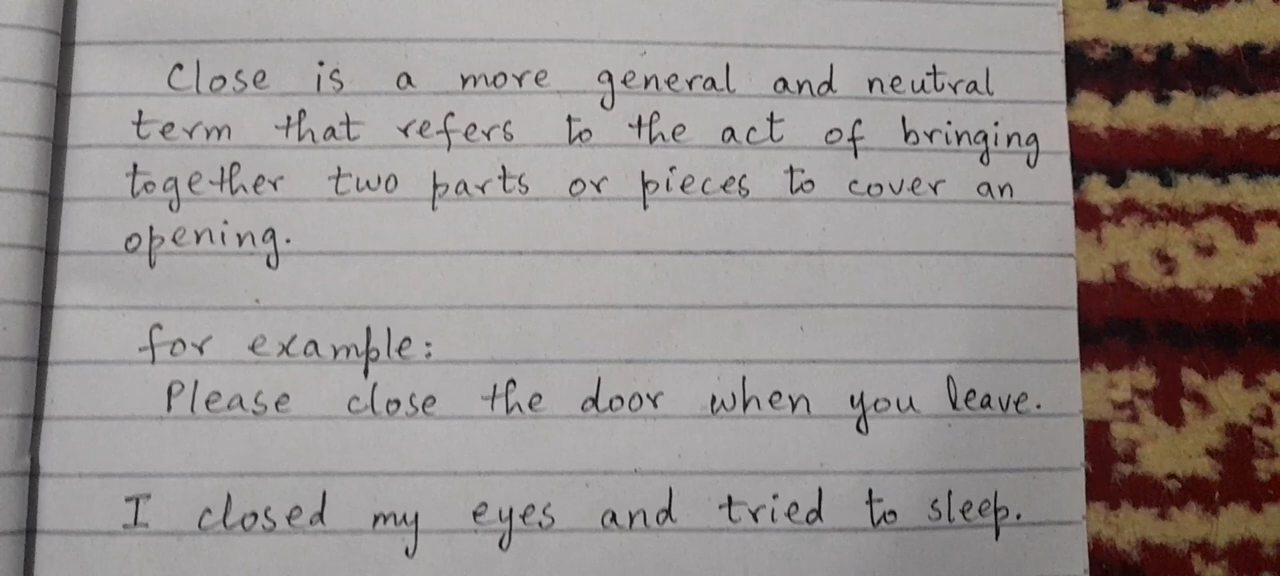 Close is a more general and neutral
term that refers to the act of bringing
together two parts or pieces to cover an
opening.
for example:
Please close the door when you leave.
I closed my eyes and tried to sleep.